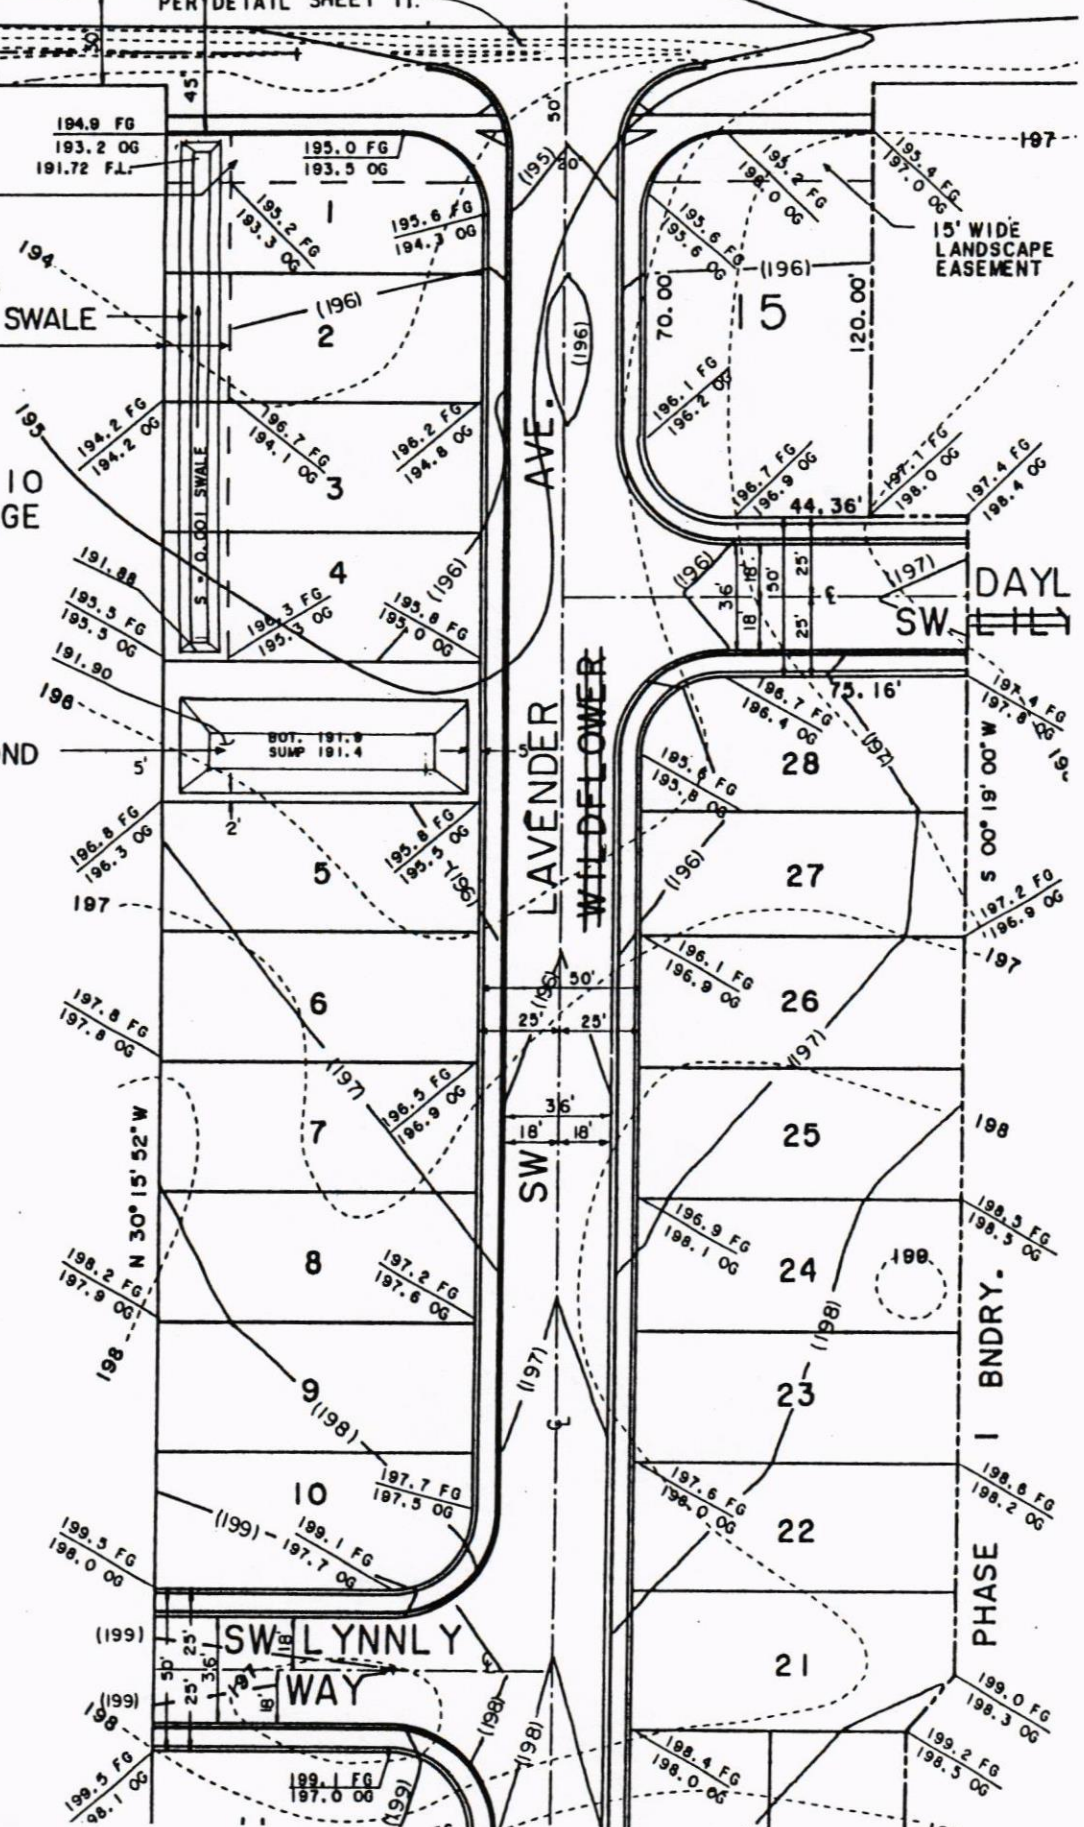 PER DETAIL SHEET 11.
50'
45'
50'
194.9 FG
193.2 OG
191.72 F.L.
195.0 FG
193.5 OG
(195)
20'
195.2 FG
198.0 OG
195.4 FG
197.0 OG
197
1
195.2 FG
193.3 OG
195.6 FG
194.3 OG
195.6 FG
195.6 OG
15' WIDE
LANDSCAPE
EASEMENT
194
(196)
(196)
SWALE
2
(196)
70.00'
15
120.00'
195
194.2 FG
194.2 OG
196.7 FG
194.1 OG
196.2 FG
194.8 OG
196.1 FG
196.2 OG
AVE.
10
GE
S = 0.001 SWALE
3
196.7 FG
196.9 OG
197.1 FG
198.0 OG
197.4 FG
198.4 OG
44.36'
191.88
4
(196)
(196)
36'
18'
18'
50'
25'
25'
(197)
DAYL
SW LILY
195.5 FG
195.5 OG
196.3 FG
195.3 OG
195.8 FG
195.0 OG
191.90
196
LAVENDER
WILDFLOWER
196.7 FG
196.4 OG
75.16'
197.4 FG
197.8 OG
ND
5'
BOT. 191.9
SUMP 191.4
5'
195.6 FG
195.8 OG
28
(197)
S 00° 19' 00" W
2'
196.8 FG
196.3 OG
195.8 FG
195.5 OG
(196)
5
(196)
27
197
197.2 FG
196.9 OG
6
(196)
50'
25'
25'
196.1 FG
196.9 OG
26
197
197.8 FG
197.8 OG
(197)
196.5 FG
196.9 OG
(197)
7
36'
18'
18'
SW
25
198
N 30° 15' 52" W
198.2 FG
197.9 OG
8
197.2 FG
197.6 OG
196.9 FG
198.1 OG
24
199
198.5 FG
198.5 OG
198
(198)
9
(198)
(197)
℄
23
PHASE I BNDRY.
10
197.7 FG
197.5 OG
197.6 FG
198.0 OG
22
198.8 FG
198.2 OG
199.5 FG
198.0 OG
(199)
199.1 FG
197.7 OG
(199)
50'
25'
25'
36'
18'
18'
SW LYNNLY
WAY
197
(199)
198
21
(198)
(198)
199.0 FG
198.3 OG
199.5 FG
198.1 OG
199.1 FG
197.0 OG
(199)
198.4 FG
198.0 OG
199.2 FG
198.5 OG